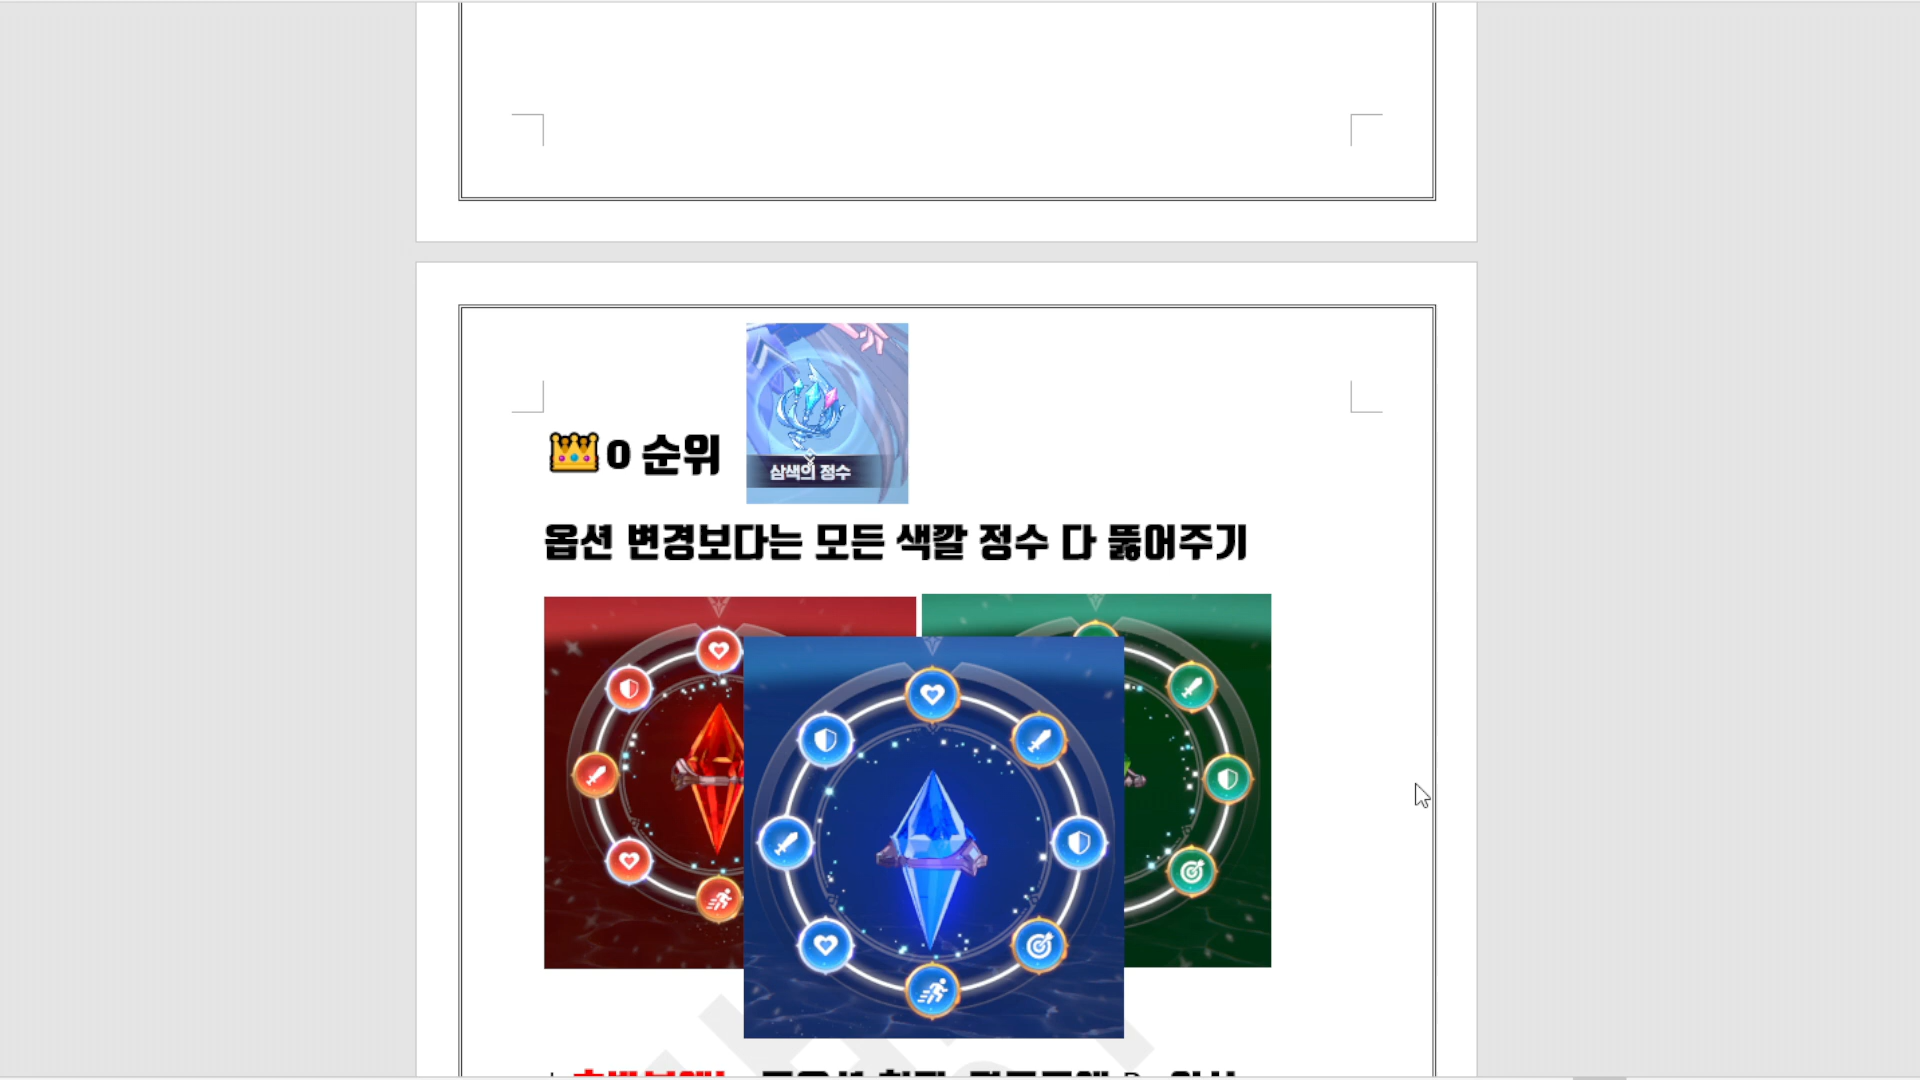 0 순위
삼색의 정수
옵션 변경보다는 모든 색깔 정수 다 뚫어주기